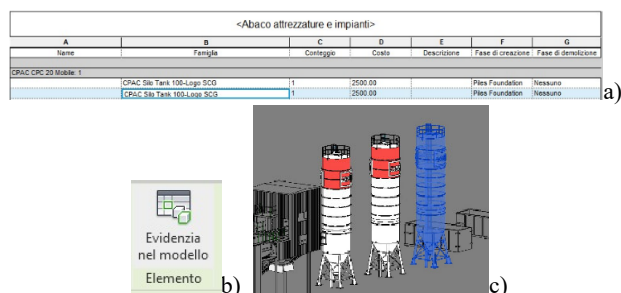 <Abaco attrezzature e impianti>
A B C D E F G
Name Famiglia Conteggio Costo Descrizione Fase di creazione Fase di demolizione
CPAC CPC 20 Mobile: 1
CPAC Silo Tank 100-Logo SCG 1 2500.00 Piles Foundation Nessuno
CPAC Silo Tank 100-Logo SCG 1 2500.00 Piles Foundation Nessuno
a)
Evidenzia
nel modello
Elemento
b)
c)